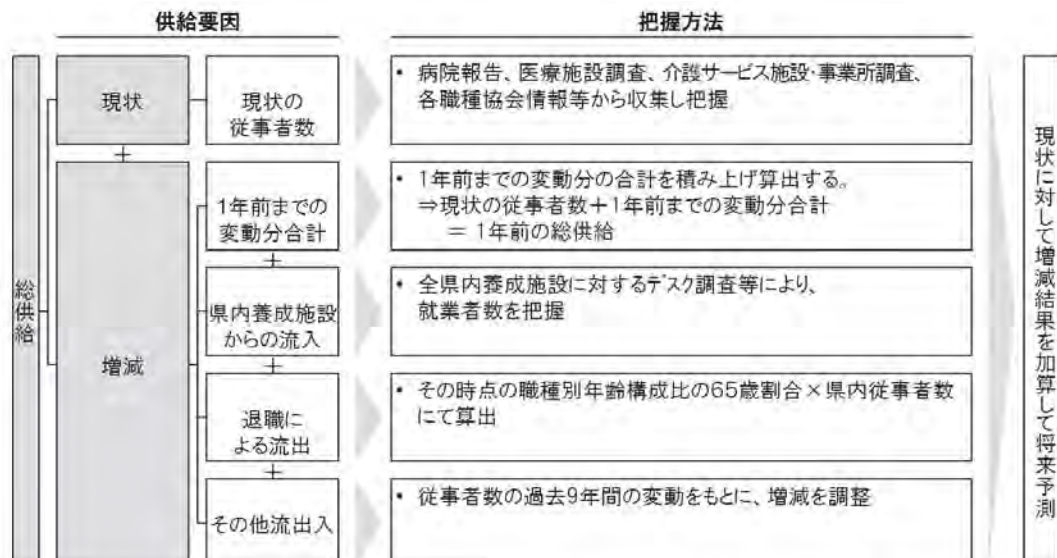 供給要因
把握方法
総供給
現状
現状の
従事者数
・ 病院報告、医療施設調査、介護サービス施設・事業所調査、
各職種協会情報等から収集し把握
+
増減
1年前までの
変動分合計
・ 1年前までの変動分の合計を積み上げ算出する。
⇒現状の従事者数+1年前までの変動分合計
= 1年前の総供給
+
県内養成施設
からの流入
・ 全県内養成施設に対するデスク調査等により、
就業者数を把握
+
退職に
よる流出
・ その時点の職種別年齢構成比の65歳割合×県内従事者数
にて算出
+
その他流出入
・ 従事者数の過去9年間の変動をもとに、増減を調整
現状に対して増減結果を加算して将来予測